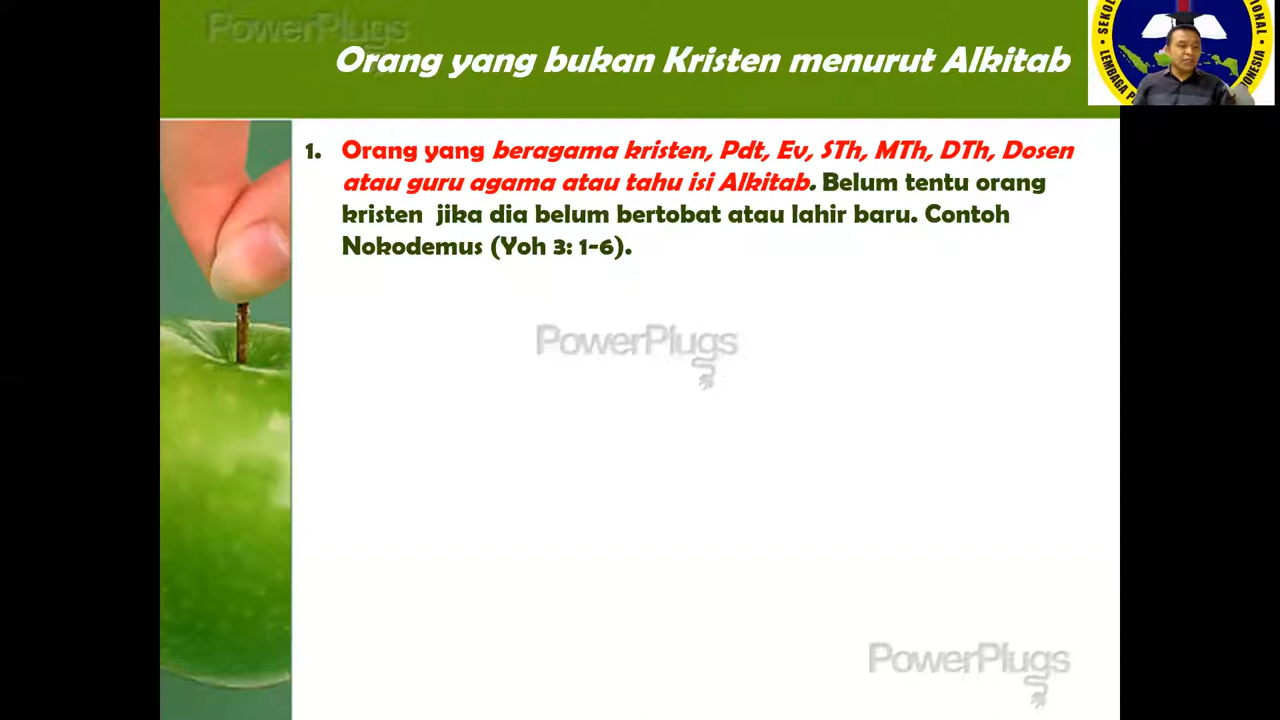 PowerPlugs
Orang yang bukan Kristen menurut Alkitab
1. Orang yang beragama kristen, Pdt, Ev, STh, MTh, DTh, Dosen
atau guru agama atau tahu isi Alkitab. Belum tentu orang
kristen jika dia belum bertobat atau lahir baru. Contoh
Nokodemus (Yoh 3: 1-6).
PowerPlugs
PowerPlugs